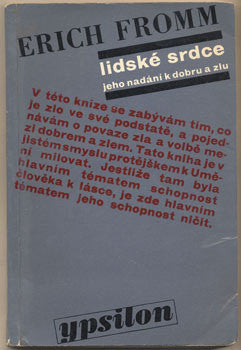 ERICH FROMM
lidské srdce
jeho nadání k dobru a zlu
V této knize se zabývám tím, co
je zlo ve své podstatě, a pojed-
návám o povaze zla a volbě me-
zi dobrem a zlem. Tato kniha je v
jistém smyslu protějškem k Umě-
ní milovat. Jestliže tam byla
hlavním tématem schopnost
člověka k lásce, je zde hlavním
tématem jeho schopnost ničit.
ypsilon